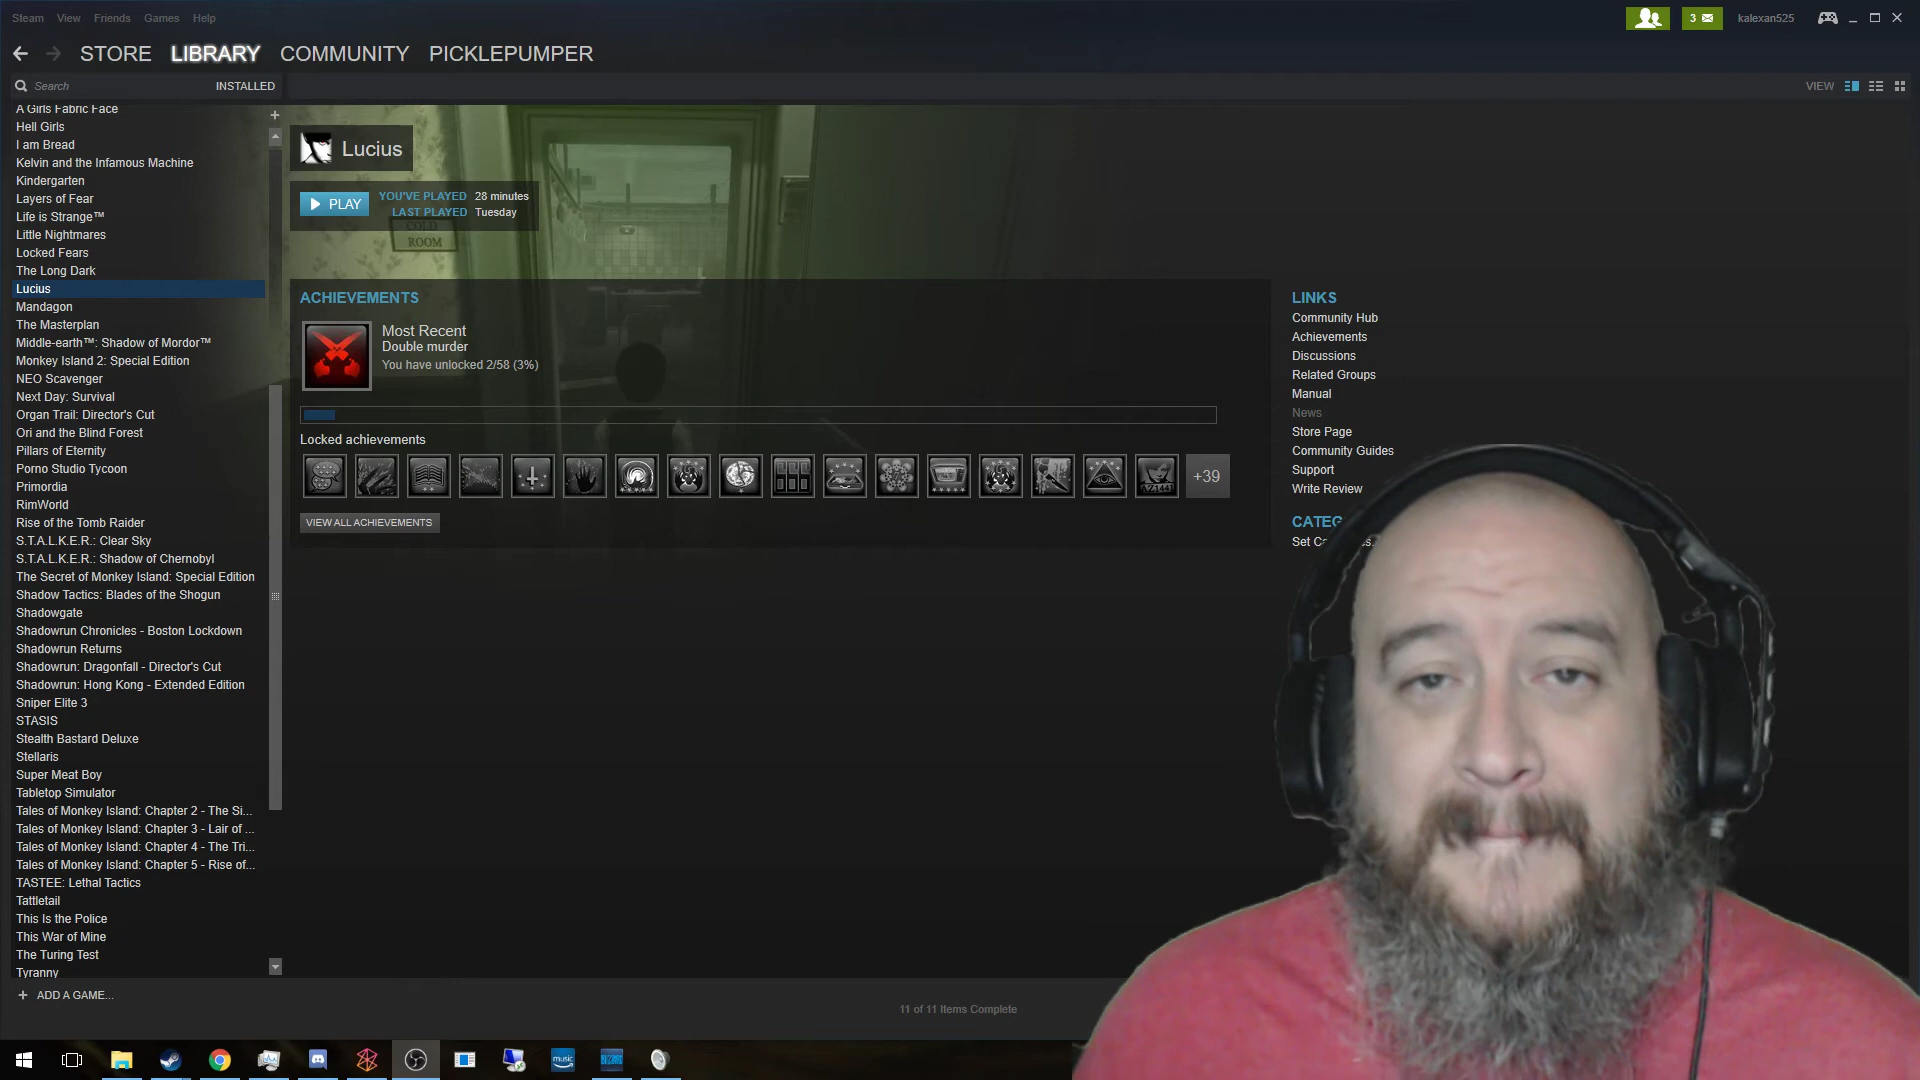 Steam View Friends Games Help
3
kalexan525
STORE LIBRARY COMMUNITY PICKLEPUMPER
Search
INSTALLED
VIEW
A Girls Fabric Face
Hell Girls
I am Bread
Kelvin and the Infamous Machine
Kindergarten
Layers of Fear
Life is Strange™
Little Nightmares
Locked Fears
The Long Dark
Lucius
Mandagon
The Masterplan
Middle-earth™: Shadow of Mordor™
Monkey Island 2: Special Edition
NEO Scavenger
Next Day: Survival
Organ Trail: Director's Cut
Ori and the Blind Forest
Pillars of Eternity
Porno Studio Tycoon
Primordia
RimWorld
Rise of the Tomb Raider
S.T.A.L.K.E.R.: Clear Sky
S.T.A.L.K.E.R.: Shadow of Chernobyl
The Secret of Monkey Island: Special Edition
Shadow Tactics: Blades of the Shogun
Shadowgate
Shadowrun Chronicles - Boston Lockdown
Shadowrun Returns
Shadowrun: Dragonfall - Director's Cut
Shadowrun: Hong Kong - Extended Edition
Sniper Elite 3
STASIS
Stealth Bastard Deluxe
Stellaris
Super Meat Boy
Tabletop Simulator
Tales of Monkey Island: Chapter 2 - The Si...
Tales of Monkey Island: Chapter 3 - Lair of ...
Tales of Monkey Island: Chapter 4 - The Tri...
Tales of Monkey Island: Chapter 5 - Rise of...
TASTEE: Lethal Tactics
Tattletail
This Is the Police
This War of Mine
The Turing Test
Tyranny
+ ADD A GAME...
Lucius
PLAY
YOU'VE PLAYED 28 minutes
LAST PLAYED Tuesday
COLD
ROOM
ACHIEVEMENTS
Most Recent
Double murder
You have unlocked 2/58 (3%)
Locked achievements
666
+39
VIEW ALL ACHIEVEMENTS
LINKS
Community Hub
Achievements
Discussions
Related Groups
Manual
News
Store Page
Community Guides
Support
Write Review
CATEG
Set Ca
11 of 11 Items Complete
music